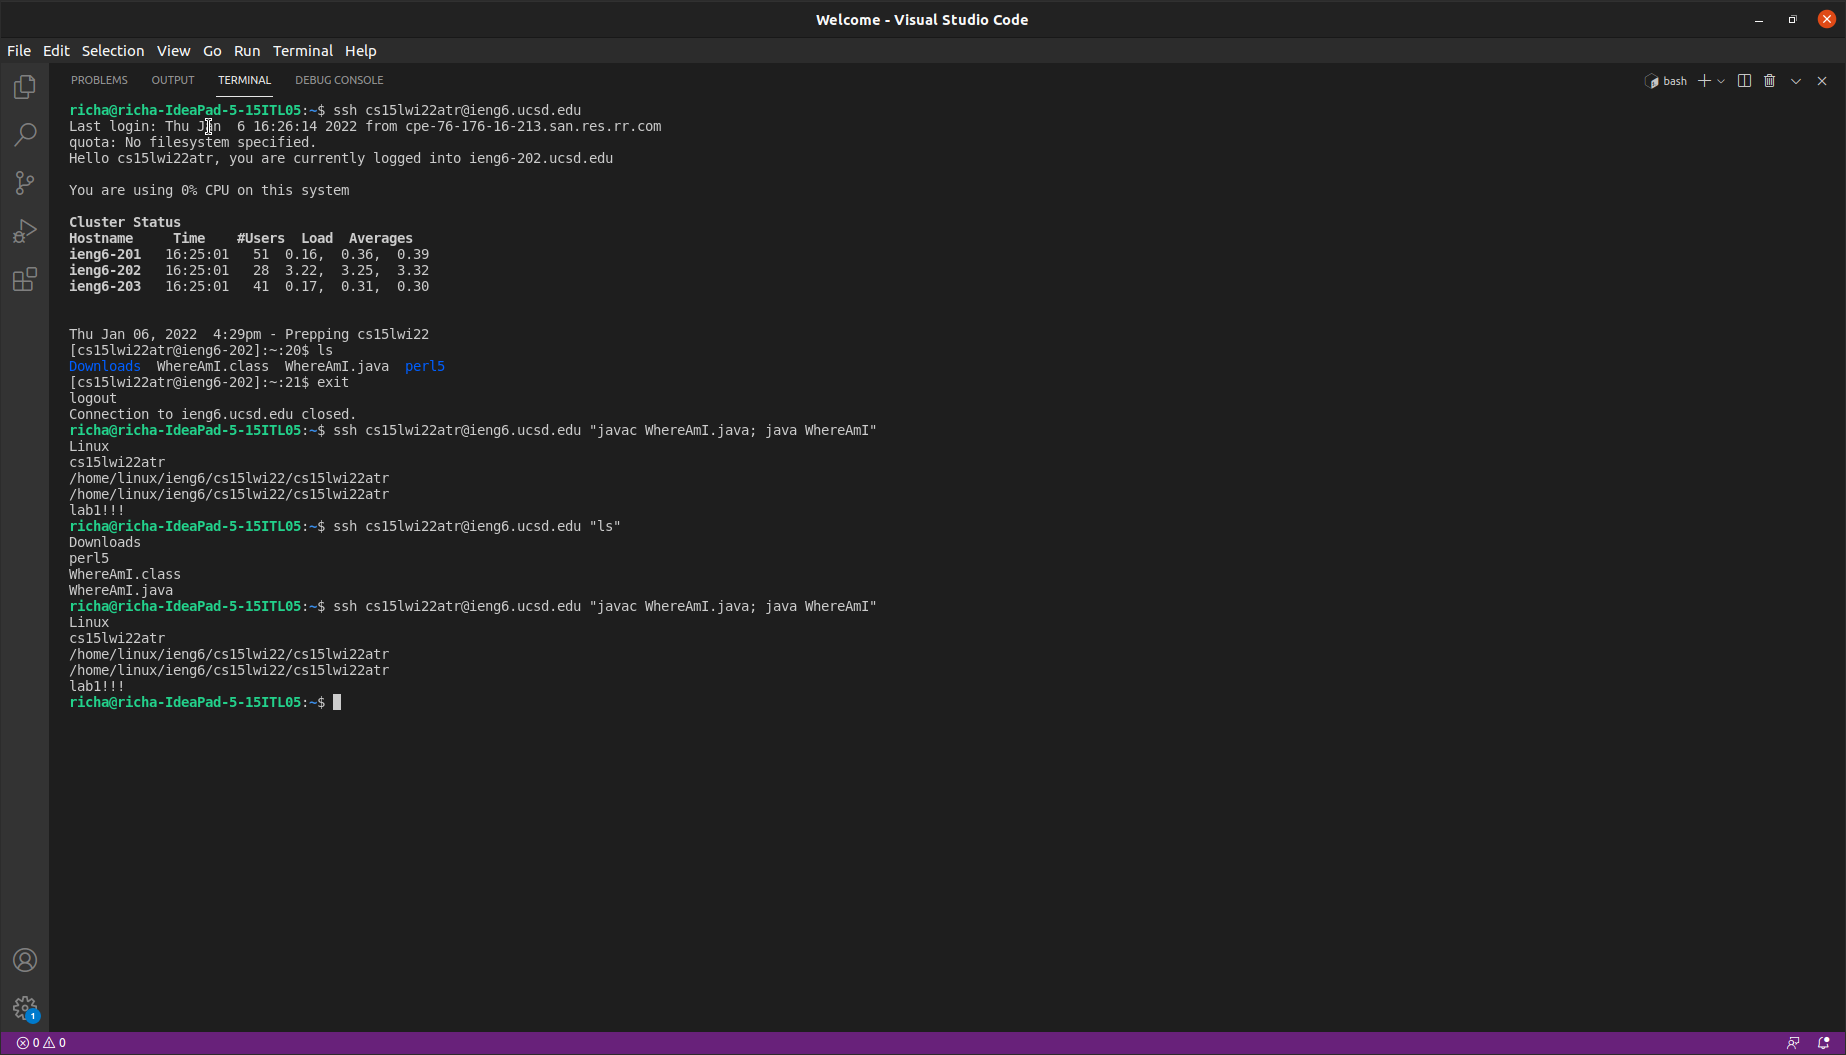 Welcome - Visual Studio Code
File Edit Selection View Go Run Terminal Help
PROBLEMS OUTPUT TERMINAL DEBUG CONSOLE bash
richa@richa-IdeaPad-5-15ITL05:~$ ssh cs15lwi22atr@ieng6.ucsd.edu
Last login: Thu Jan  6 16:26:14 2022 from cpe-76-176-16-213.san.res.rr.com
quota: No filesystem specified.
Hello cs15lwi22atr, you are currently logged into ieng6-202.ucsd.edu
You are using 0% CPU on this system
Cluster Status
Hostname     Time    #Users  Load  Averages
ieng6-201   16:25:01   51  0.16,  0.36,  0.39
ieng6-202   16:25:01   28  3.22,  3.25,  3.32
ieng6-203   16:25:01   41  0.17,  0.31,  0.30
Thu Jan 06, 2022  4:29pm - Prepping cs15lwi22
[cs15lwi22atr@ieng6-202]:~:20$ ls
Downloads  WhereAmI.class  WhereAmI.java  perl5
[cs15lwi22atr@ieng6-202]:~:21$ exit
logout
Connection to ieng6.ucsd.edu closed.
richa@richa-IdeaPad-5-15ITL05:~$ ssh cs15lwi22atr@ieng6.ucsd.edu "javac WhereAmI.java; java WhereAmI"
Linux
cs15lwi22atr
/home/linux/ieng6/cs15lwi22/cs15lwi22atr
/home/linux/ieng6/cs15lwi22/cs15lwi22atr
lab1!!!
richa@richa-IdeaPad-5-15ITL05:~$ ssh cs15lwi22atr@ieng6.ucsd.edu "ls"
Downloads
perl5
WhereAmI.class
WhereAmI.java
richa@richa-IdeaPad-5-15ITL05:~$ ssh cs15lwi22atr@ieng6.ucsd.edu "javac WhereAmI.java; java WhereAmI"
Linux
cs15lwi22atr
/home/linux/ieng6/cs15lwi22/cs15lwi22atr
/home/linux/ieng6/cs15lwi22/cs15lwi22atr
lab1!!!
richa@richa-IdeaPad-5-15ITL05:~$
1
0 0